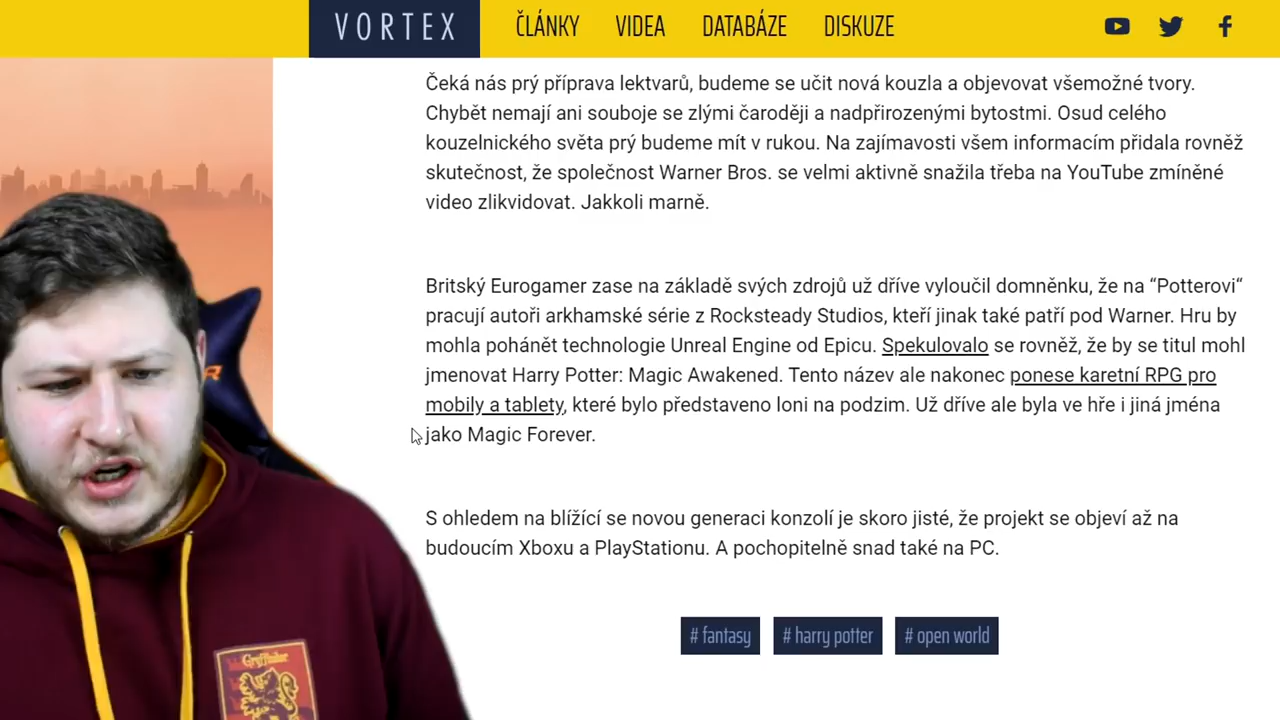 VORTEX ČLÁNKY VIDEA DATABÁZE DISKUZE
Čeká nás prý příprava lektvarů, budeme se učit nová kouzla a objevovat všemožné tvory.
Chybět nemají ani souboje se zlými čaroději a nadpřirozenými bytostmi. Osud celého
kouzelnického světa prý budeme mít v rukou. Na zajímavosti všem informacím přidala rovněž
skutečnost, že společnost Warner Bros. se velmi aktivně snažila třeba na YouTube zmíněné
video zlikvidovat. Jakkoli marně.
Britský Eurogamer zase na základě svých zdrojů už dříve vyloučil domněnku, že na “Potterovi“
pracují autoři arkhamské série z Rocksteady Studios, kteří jinak také patří pod Warner. Hru by
mohla pohánět technologie Unreal Engine od Epicu. Spekulovalo se rovněž, že by se titul mohl
jmenovat Harry Potter: Magic Awakened. Tento název ale nakonec ponese karetní RPG pro
mobily a tablety, které bylo představeno loni na podzim. Už dříve ale byla ve hře i jiná jména
jako Magic Forever.
S ohledem na blížící se novou generaci konzolí je skoro jisté, že projekt se objeví až na
budoucím Xboxu a PlayStationu. A pochopitelně snad také na PC.
# fantasy # harry potter # open world
R
Gryffindor